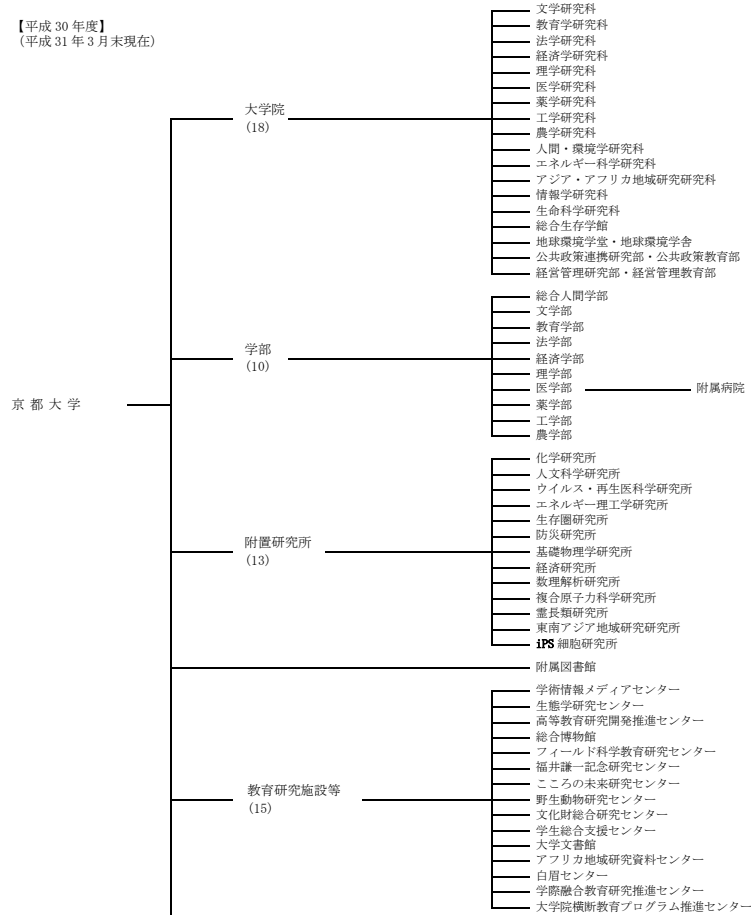 【平成 30 年度】
（平成 31 年 3 月末現在）
京 都 大 学
大学院
(18)
文学研究科
教育学研究科
法学研究科
経済学研究科
理学研究科
医学研究科
薬学研究科
工学研究科
農学研究科
人間・環境学研究科
エネルギー科学研究科
アジア・アフリカ地域研究研究科
情報学研究科
生命科学研究科
総合生存学館
地球環境学堂・地球環境学舎
公共政策連携研究部・公共政策教育部
経営管理研究部・経営管理教育部
学部
(10)
総合人間学部
文学部
教育学部
法学部
経済学部
理学部
医学部 附属病院
薬学部
工学部
農学部
附置研究所
(13)
化学研究所
人文科学研究所
ウイルス・再生医科学研究所
エネルギー理工学研究所
生存圏研究所
防災研究所
基礎物理学研究所
経済研究所
数理解析研究所
複合原子力科学研究所
霊長類研究所
東南アジア地域研究研究所
iPS 細胞研究所
附属図書館
教育研究施設等
(15)
学術情報メディアセンター
生態学研究センター
高等教育研究開発推進センター
総合博物館
フィールド科学教育研究センター
福井謙一記念研究センター
こころの未来研究センター
野生動物研究センター
文化財総合研究センター
学生総合支援センター
大学文書館
アフリカ地域研究資料センター
白眉センター
学際融合教育研究推進センター
大学院横断教育プログラム推進センター